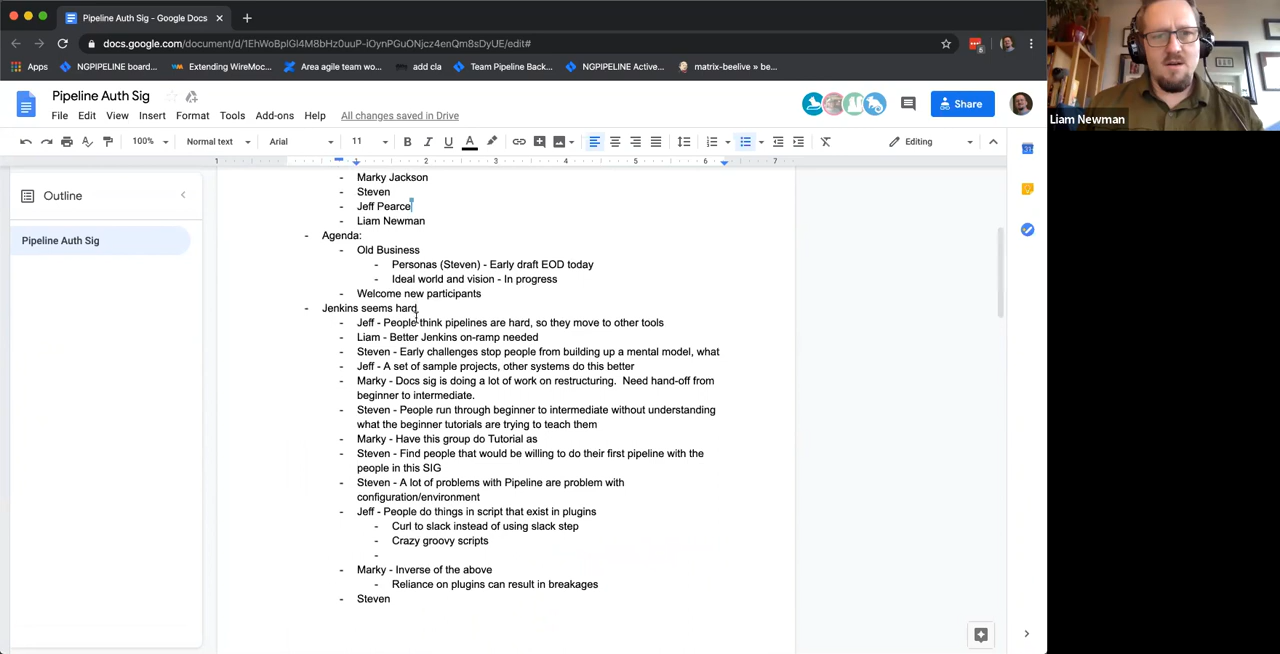 Pipeline Auth Sig - Google Docs
docs.google.com/document/d/1EhWoBpIGl4M8bHz0uuP-iOynPGuONjcz4enQm8sDyUE/edit#
Apps
NGPIPELINE board...
Extending WireMoc...
Area agile team wo...
add cla
Team Pipeline Back...
NGPIPELINE Active...
matrix-beelive » be...
Pipeline Auth Sig
File Edit View Insert Format Tools Add-ons Help All changes saved in Drive
Share
100% Normal text Arial 11 B I U A Editing
1 1 2 3 4 5 6 7
Outline
Pipeline Auth Sig
- Marky Jackson
- Steven
- Jeff Pearce
- Liam Newman
- Agenda:
- Old Business
- Personas (Steven) - Early draft EOD today
- Ideal world and vision - In progress
- Welcome new participants
- Jenkins seems hard
- Jeff - People think pipelines are hard, so they move to other tools
- Liam - Better Jenkins on-ramp needed
- Steven - Early challenges stop people from building up a mental model, what
- Jeff - A set of sample projects, other systems do this better
- Marky - Docs sig is doing a lot of work on restructuring. Need hand-off from
beginner to intermediate.
- Steven - People run through beginner to intermediate without understanding
what the beginner tutorials are trying to teach them
- Marky - Have this group do Tutorial as
- Steven - Find people that would be willing to do their first pipeline with the
people in this SIG
- Steven - A lot of problems with Pipeline are problem with
configuration/environment
- Jeff - People do things in script that exist in plugins
- Curl to slack instead of using slack step
- Crazy groovy scripts
-
- Marky - Inverse of the above
- Reliance on plugins can result in breakages
- Steven
Liam Newman